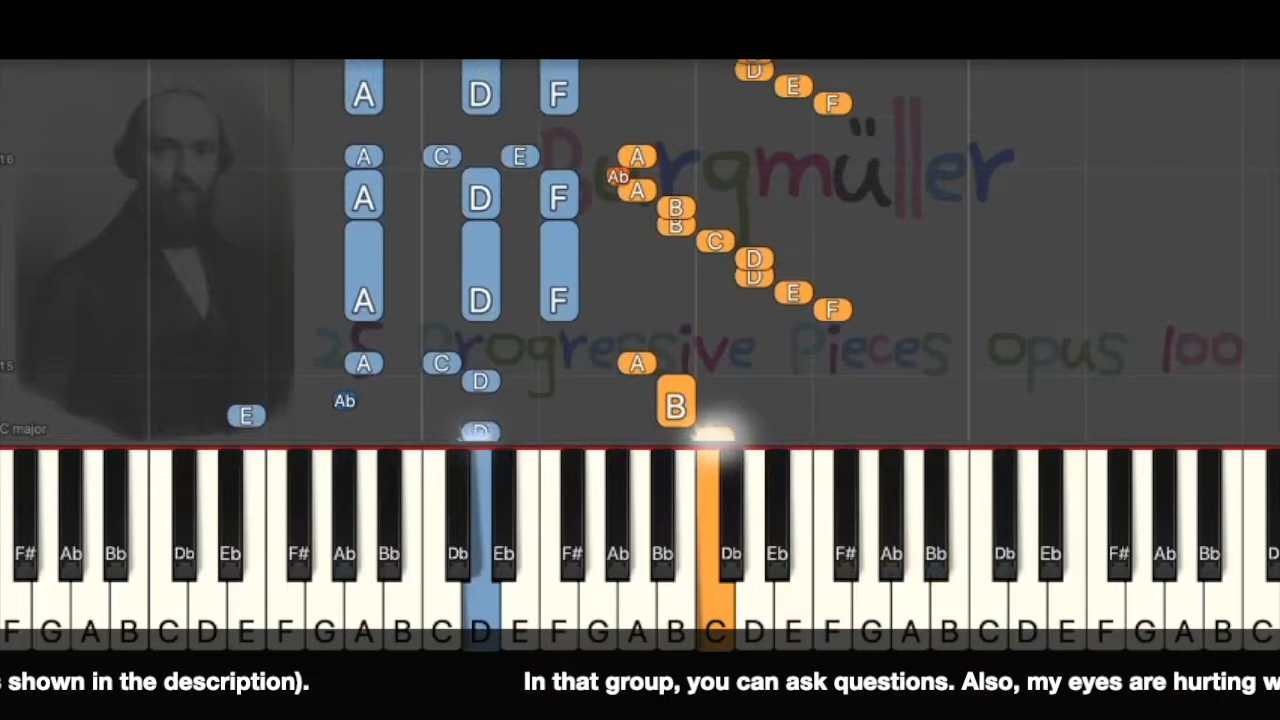 D
A D F E
F
16 A C E A
Ab
A D F A
B
B
C
D
D
A D F E
F
Burgmüller
25 Progressive Pieces opus 100
15 A C A
D
Ab B
E
C major D
F# Ab Bb Db Eb F# Ab Bb Db Eb F# Ab Bb Db Eb F# Ab Bb Db Eb F# Ab Bb D
F G A B C D E F G A B C D E F G A B C D E F G A B C D E F G A B C
s shown in the description). In that group, you can ask questions. Also, my eyes are hurting w